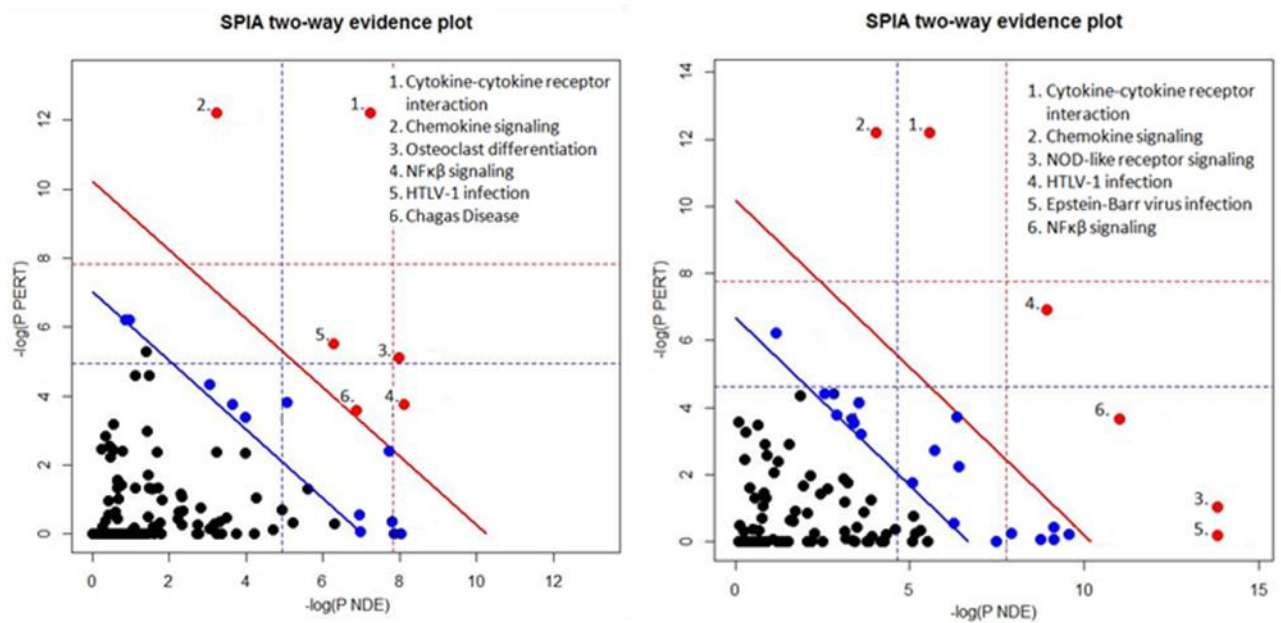 SPIA two-way evidence plot
1. Cytokine-cytokine receptor
interaction
2. Chemokine signaling
3. Osteoclast differentiation
4. NFκβ signaling
5. HTLV-1 infection
6. Chagas Disease
2.
1.
5.
3.
6.
4.
-log(P PERT)
12
10
8
6
4
2
0
0 2 4 6 8 10 12
-log(P NDE)
SPIA two-way evidence plot
1. Cytokine-cytokine receptor
interaction
2. Chemokine signaling
3. NOD-like receptor signaling
4. HTLV-1 infection
5. Epstein-Barr virus infection
6. NFκβ signaling
2.
1.
4.
6.
3.
5.
-log(P PERT)
14
12
10
8
6
4
2
0
0 5 10 15
-log(P NDE)